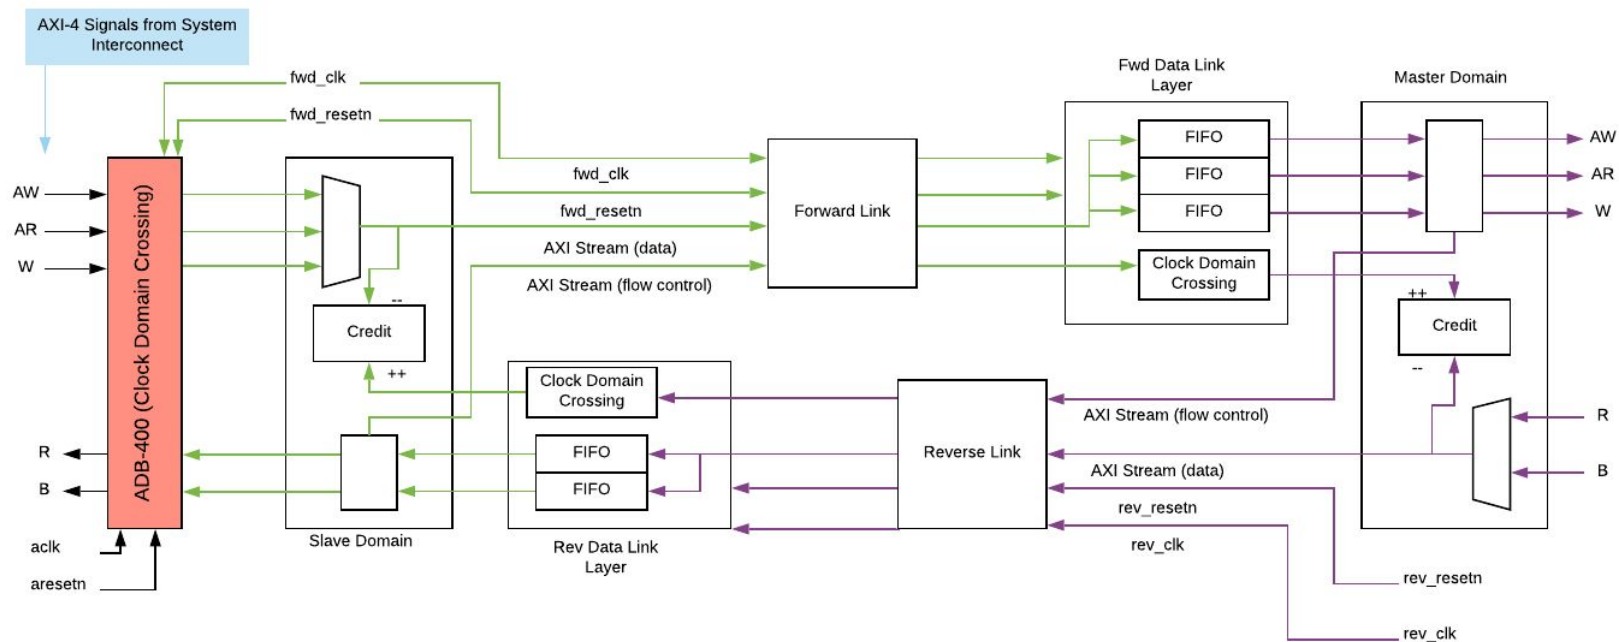 AXI-4 Signals from System
Interconnect
fwd_clk
fwd_resetn
AW
AR
W
ADB-400 (Clock Domain Crossing)
R
B
aclk
aresetn
--
Credit
++
Slave Domain
fwd_clk
fwd_resetn
AXI Stream (data)
AXI Stream (flow control)
Forward Link
Fwd Data Link
Layer
FIFO
FIFO
FIFO
Clock Domain
Crossing
Master Domain
AW
AR
W
++
Credit
--
R
B
Clock Domain
Crossing
FIFO
FIFO
Rev Data Link
Layer
Reverse Link
AXI Stream (flow control)
AXI Stream (data)
rev_resetn
rev_clk
rev_resetn
rev_clk